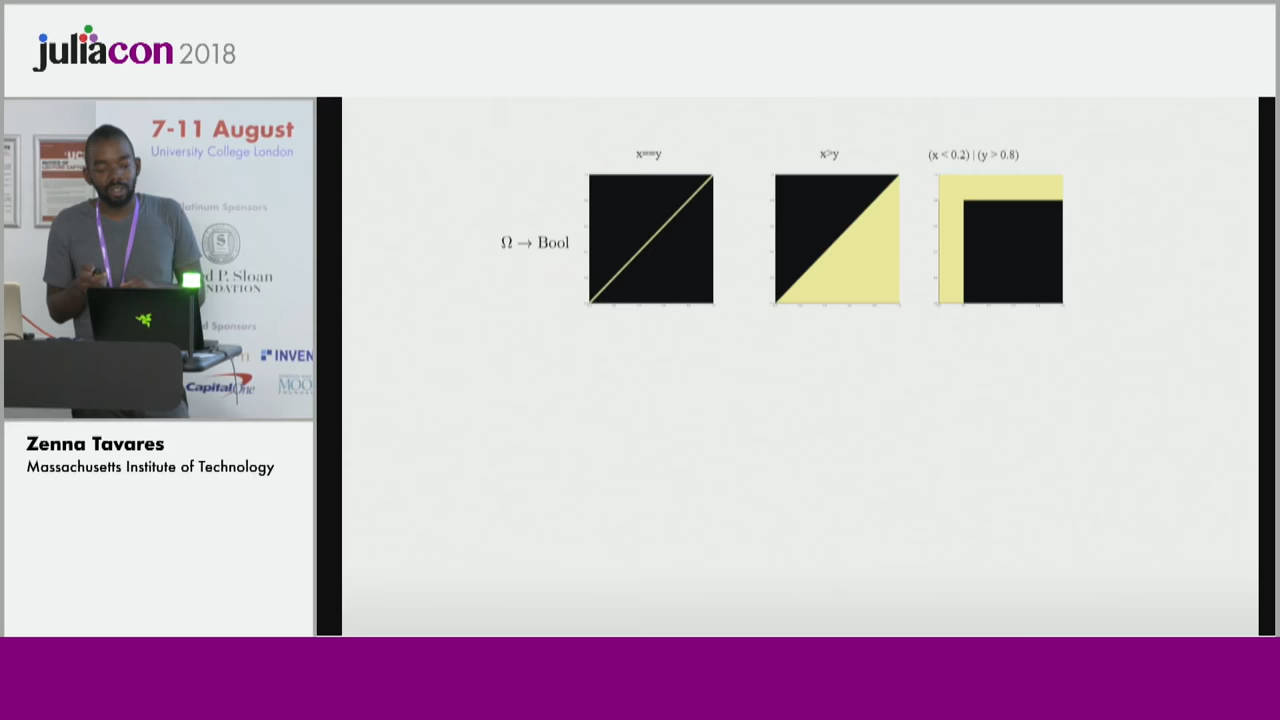 juliacon 2018
7-11 August
University College London
latinum Sponsors
d P. Sloan
NDATION
d Sponsors
INVEN
CapitalOne
MOO
Zenna Tavares
Massachusetts Institute of Technology
x==y
x>y
(x < 0.2) | (y > 0.8)
Ω → Bool